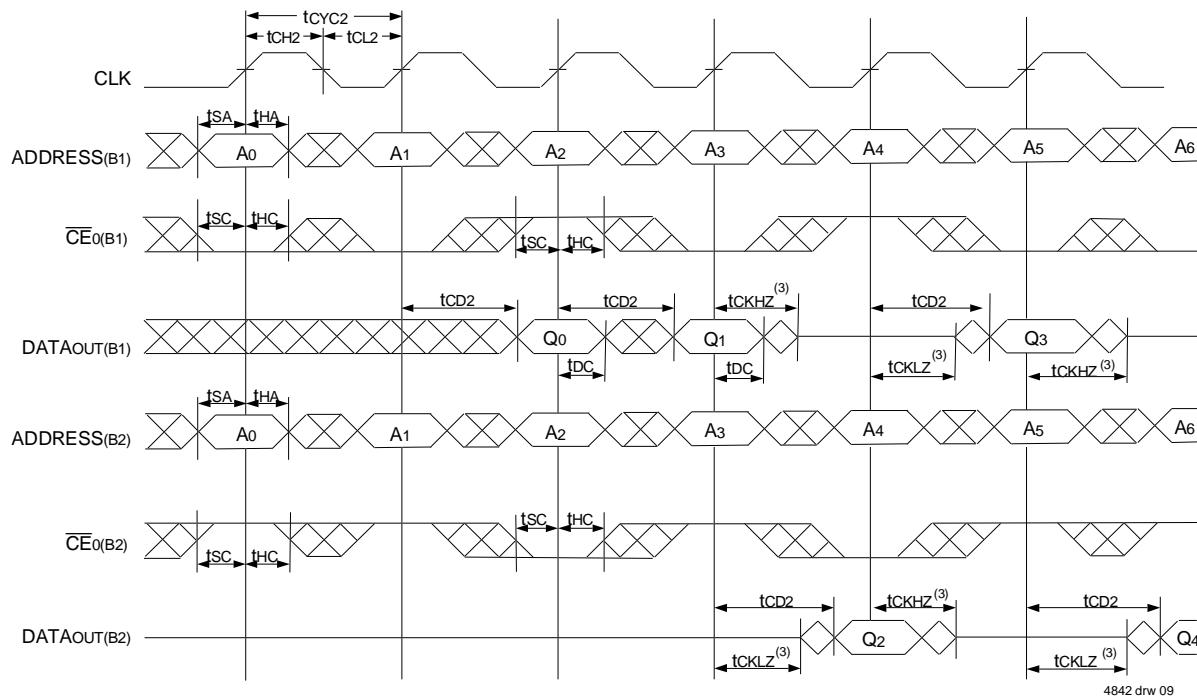 tCYC2
tCH2 tCL2
CLK
tSA tHA
ADDRESS(B1) A0 A1 A2 A3 A4 A5 A6
tSC tHC
CE0(B1)
tSC tHC
tCD2 tCD2 tCKHZ(3) tCD2
DATAOUT(B1) Q0 Q1 Q3
tDC tDC tCKLZ(3) tCKHZ(3)
tSA tHA
ADDRESS(B2) A0 A1 A2 A3 A4 A5 A6
tSC tHC
CE0(B2)
tSC tHC
tCD2 tCKHZ(3) tCD2
DATAOUT(B2) Q2 Q4
tCKLZ(3) tCKLZ(3)
4842 drw 09